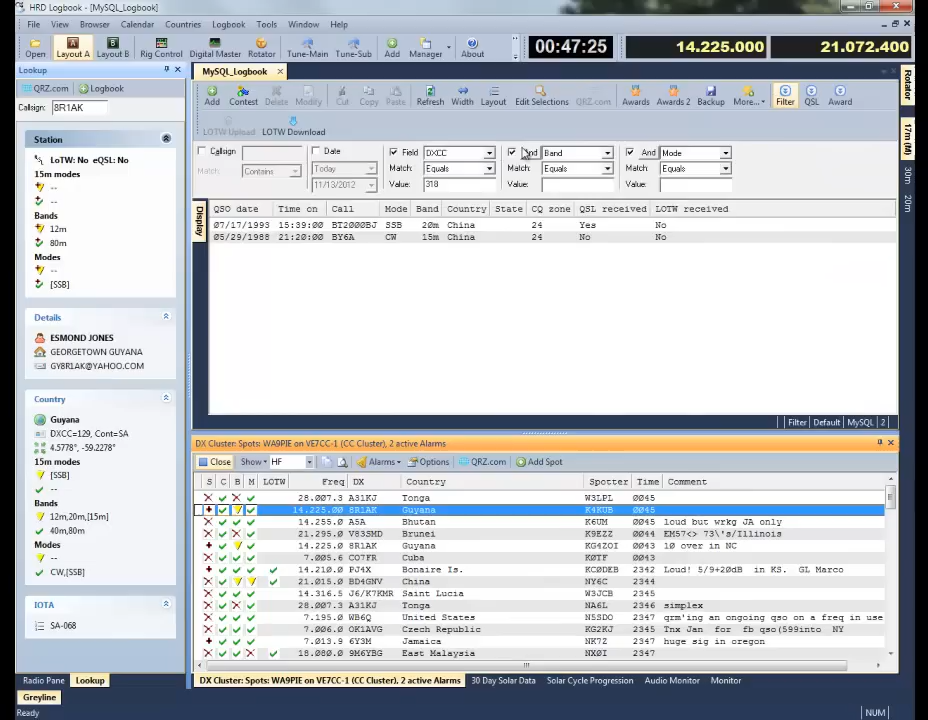 HRD Logbook - [MySQL_Logbook]
File View Browser Calendar Countries Logbook Tools Window Help
Open Layout A Layout B Rig Control Digital Master Rotator Tune-Main Tune-Sub Add Manager About 00:47:25 14.225.000 21.072.400
Lookup
QRZ.com Logbook
Callsign: 8R1AK
Station
LoTW: No eQSL: No
15m modes
--
--
Bands
12m
80m
Modes
--
[SSB]
Details
ESMOND JONES
GEORGETOWN GUYANA
GY8R1AK@YAHOO.COM
Country
Guyana
DXCC=129, Cont=SA
4.5778°, -59.2278°
15m modes
[SSB]
--
Bands
12m,20m,[15m]
40m,80m
Modes
--
CW,[SSB]
IOTA
SA-068
Radio Pane Lookup
Greyline
Ready
MySQL_Logbook
Add Contest Delete Modify Cut Copy Paste Refresh Width Layout Edit Selections QRZ.com Awards Awards 2 Backup More... Filter QSL Award
LOTW Upload LOTW Download
Callsign Date Field DXCC And Band And Mode
Match: Contains Today Match: Equals Match: Equals Match: Equals
11/13/2012 Value: 318 Value: Value:
Display
QSO date Time on Call Mode Band Country State CQ zone QSL received LOTW received
07/17/1993 15:39:00 BT2000BJ SSB 20m China 24 Yes No
05/29/1988 21:20:00 BY6A CW 15m China 24 No No
Filter Default MySQL 2
DX Cluster: Spots: WA9PIE on VE7CC-1 (CC Cluster), 2 active Alarms
Close Show HF Alarms Options QRZ.com Add Spot
S C B M LOTW Freq DX Country Spotter Time Comment
28.007.3 A31KJ Tonga W3LPL 0045
14.225.0 8R1AK Guyana K4KUB 0045
14.255.0 A5A Bhutan K6UM 0045 loud but wrkg JA only
21.295.0 V83SMD Brunei K9EZZ 0045 EM57<> 73\'s/Illinois
14.225.0 8R1AK Guyana KG4ZOI 0045 10 over in NC
7.005.6 CO7FR Cuba K0TF 0045
14.210.0 PJ4X Bonaire Is. KC0DEB 2342 Loud! 5/9+20dB in KS. GL Marco
21.015.0 BD4GNV China NY6C 2344
14.316.5 J6/K7KMR Saint Lucia W3JCB 2345
28.007.3 A31KJ Tonga NA6L 2346 simplex
7.195.0 WB6Q United States KG6RCW 2347 qrm'ing an ongoing qso on a freq in use
7.006.0 OK1AVG Czech Republic KG2KJ 2345 Tnx Jan for fb qso(599into NY
7.013.9 6Y3M Jamaica NK7Z 2347 huge sig in oregon
18.080.0 9M6YBG East Malaysia NX0I 2347
DX Cluster: Spots: WA9PIE on VE7CC-1 (CC Cluster), 2 active Alarms 30 Day Solar Data Solar Cycle Progression Audio Monitor Monitor
Rotator
17m (M)
30m
20m
NUM